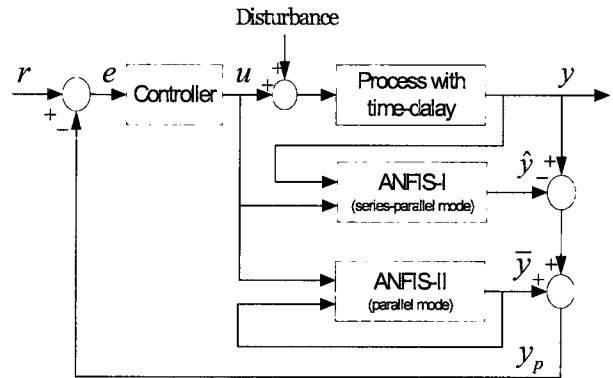 Disturbance
r
e
Controller
u
+
+
Process with
time-dalay
y
+
−
ANFIS-I
(series-parallel mode)
ŷ
−
+
ANFIS-II
(parallel mode)
ȳ
+
+
y_p